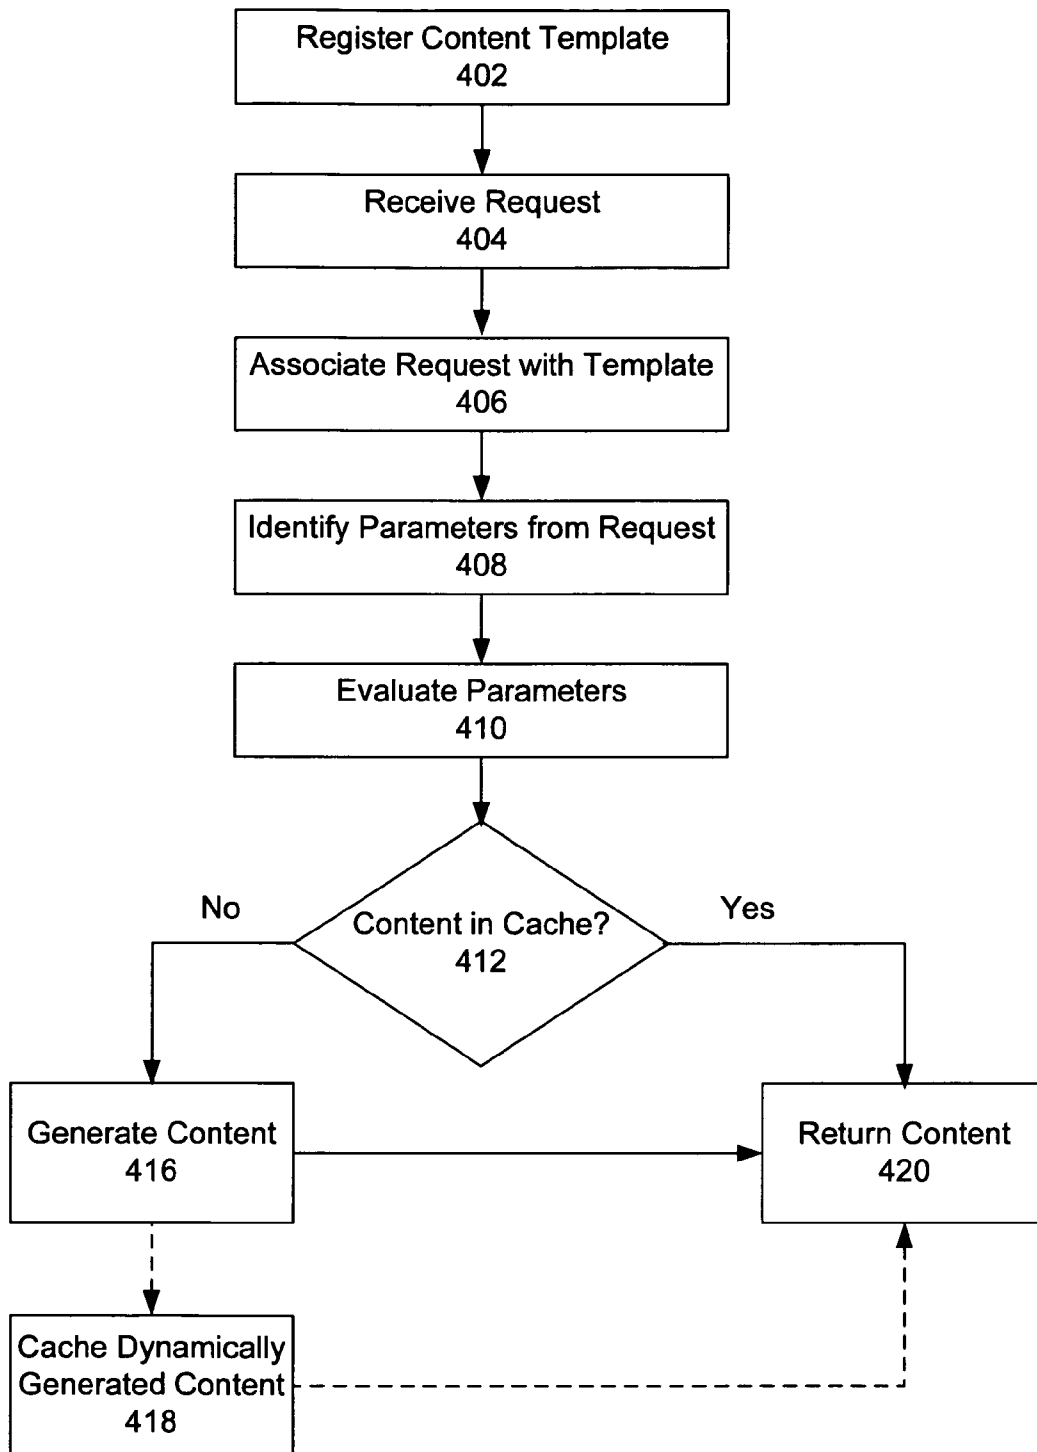 Register Content Template
402
Receive Request
404
Associate Request with Template
406
Identify Parameters from Request
408
Evaluate Parameters
410
No
Yes
Content in Cache?
412
Generate Content
416
Return Content
420
Cache Dynamically
Generated Content
418